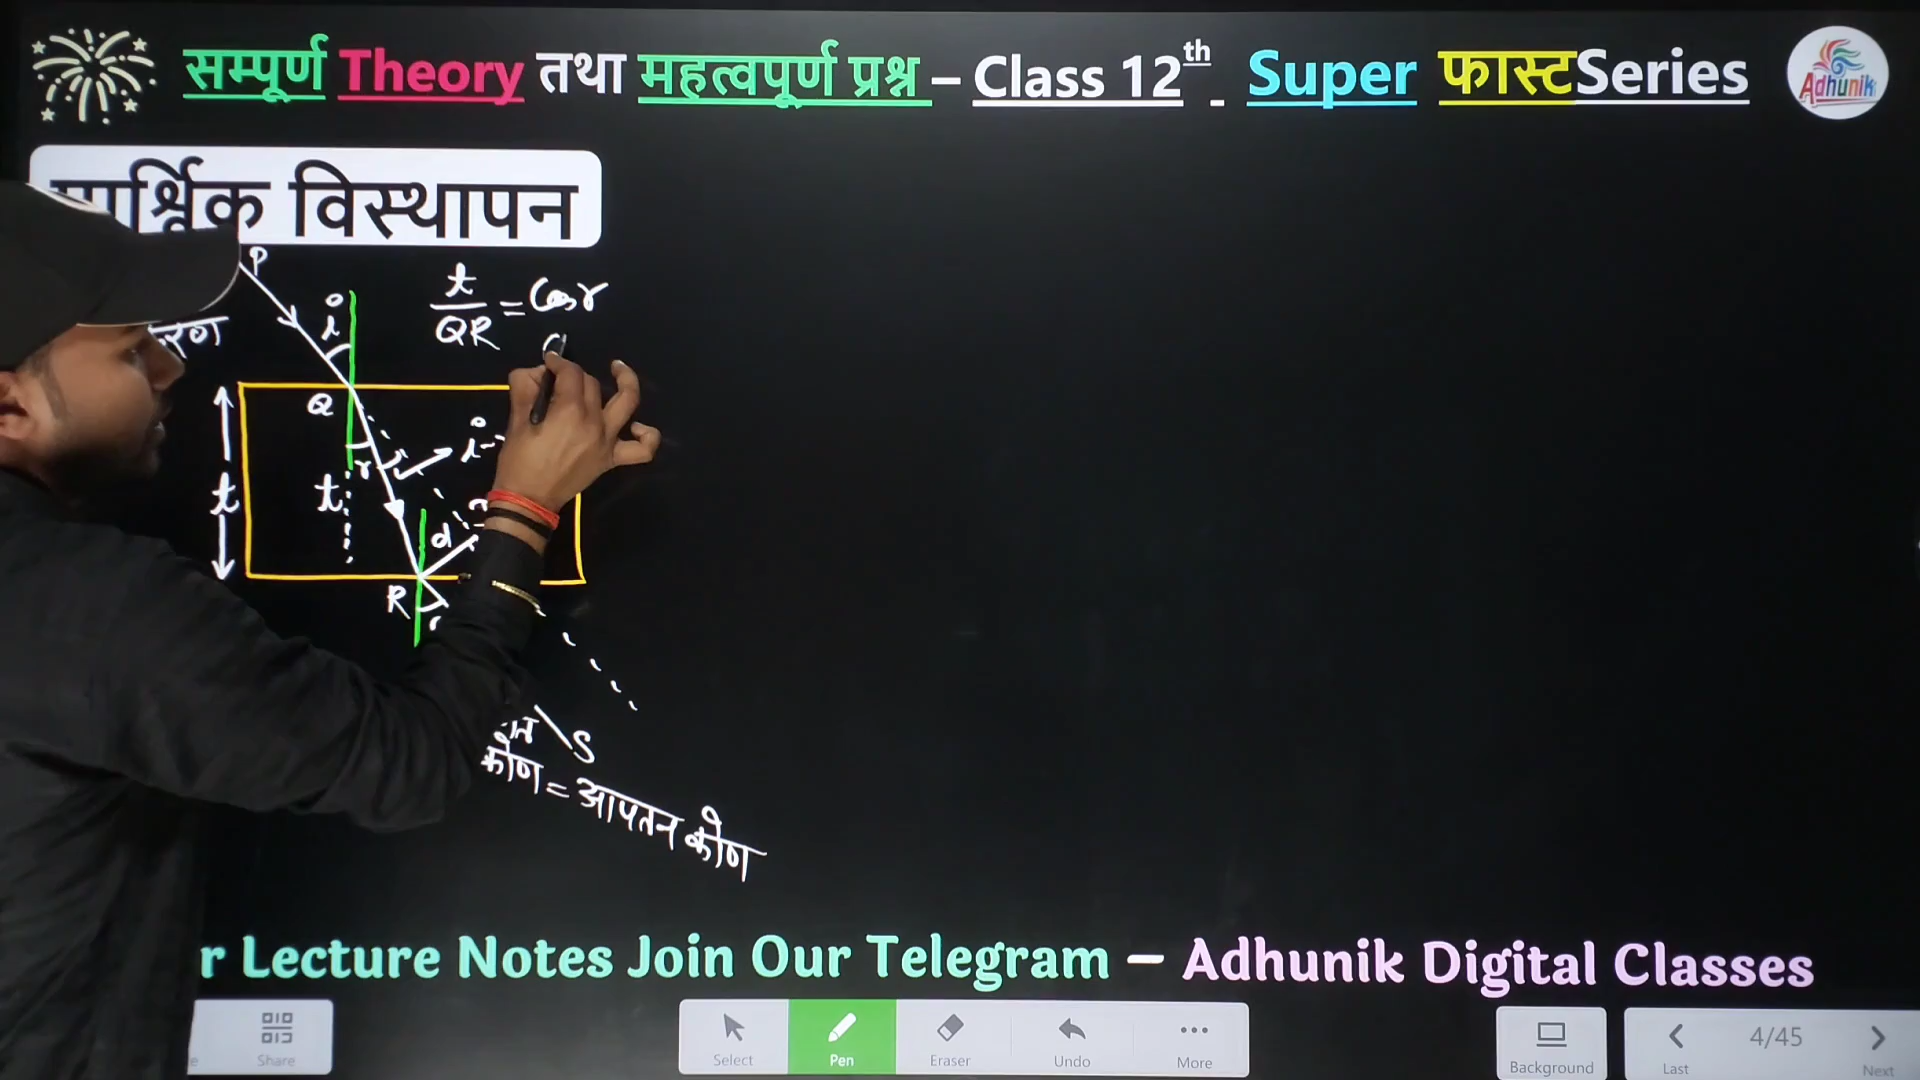 सम्पूर्ण Theory तथा महत्वपूर्ण प्रश्न – Class 12th - Super फास्टSeries
Adhunik
विस्थापन
P
i
t/QR = Cos r
Q
i-
r
t
t
d
R
S
कोण = आपतन कोण
r Lecture Notes Join Our Telegram – Adhunik Digital Classes
Share
Select
Pen
Eraser
Undo
More
Background
Last
4/45
Next